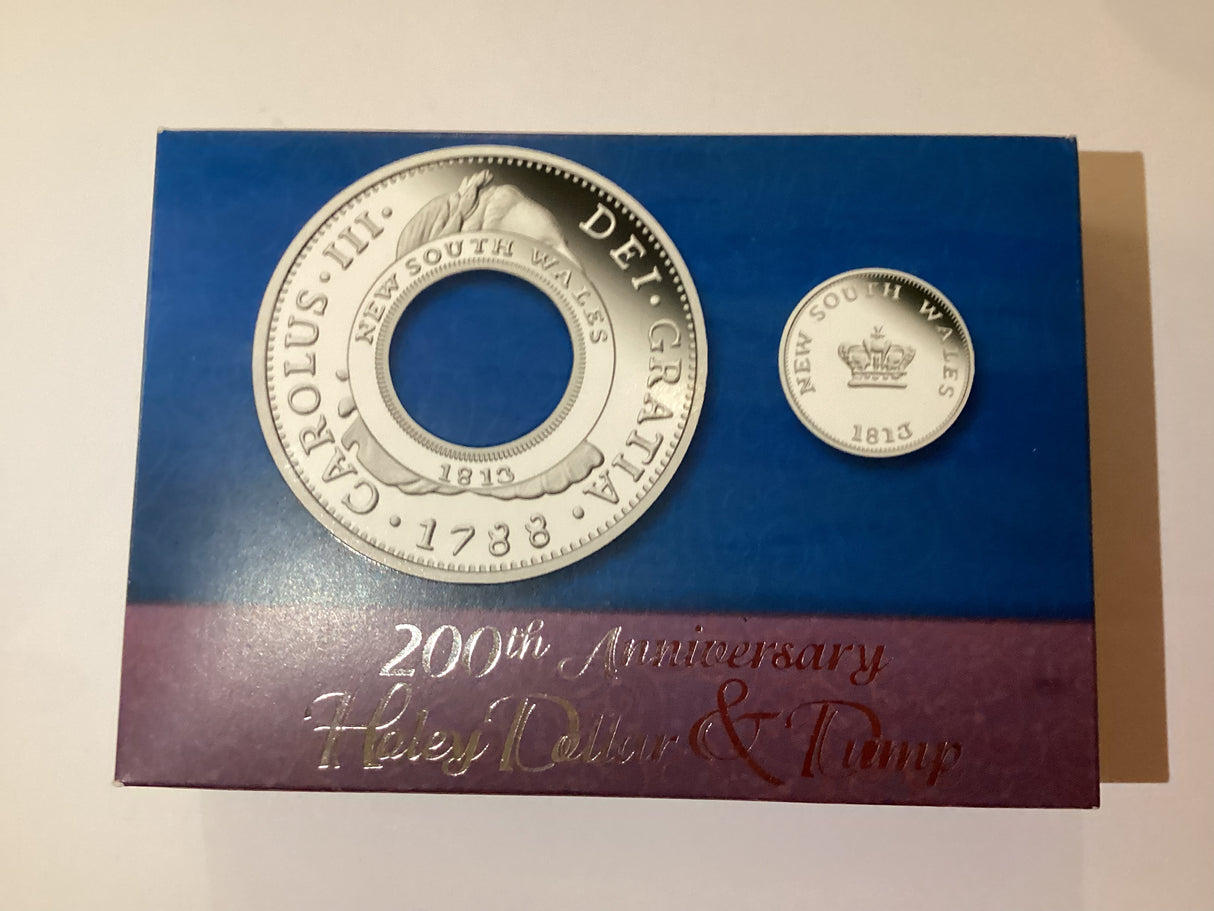 CAROLUS·III· DEI·GRATIA
·1788·
NEW SOUTH WALES
1813
NEW SOUTH WALES
1813
200th Anniversary
Holey Dollar & Dump